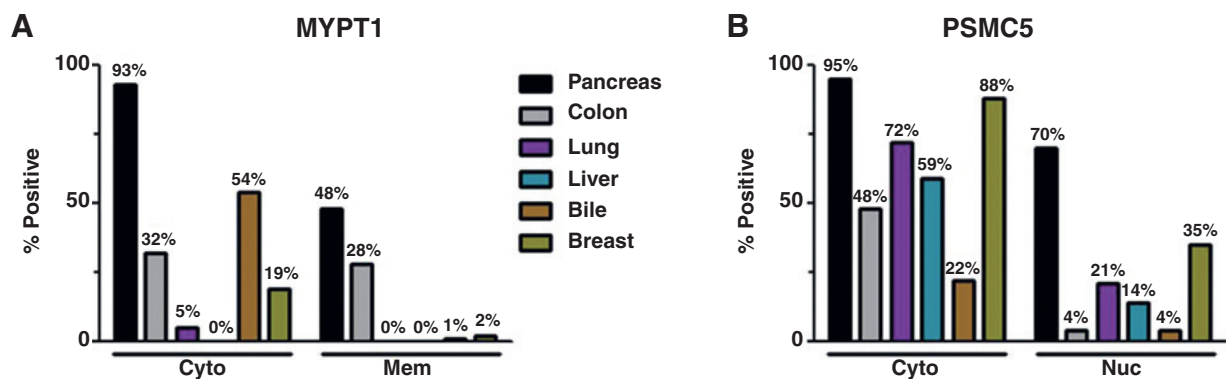 A
MYPT1
% Positive
100
50
0
93%
32%
5%
0%
54%
19%
48%
28%
0%
0%
1%
2%
Cyto
Mem
Pancreas
Colon
Lung
Liver
Bile
Breast
B
PSMC5
% Positive
100
50
0
95%
48%
72%
59%
22%
88%
70%
4%
21%
14%
4%
35%
Cyto
Nuc